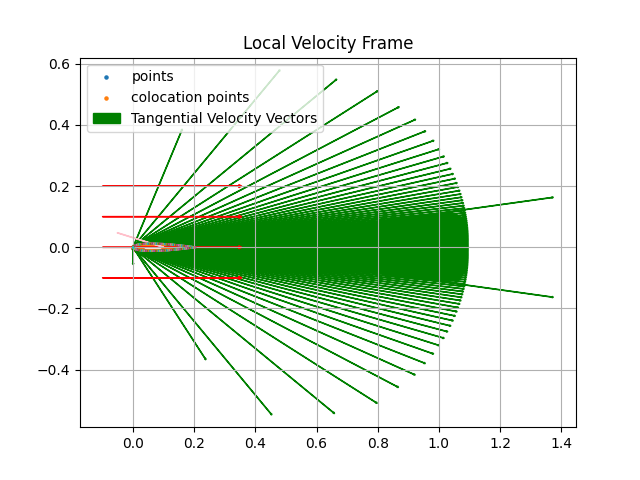 Local Velocity Frame
points
colocation points
Tangential Velocity Vectors
0.6
0.4
0.2
0.0
−0.2
−0.4
0.0 0.2 0.4 0.6 0.8 1.0 1.2 1.4